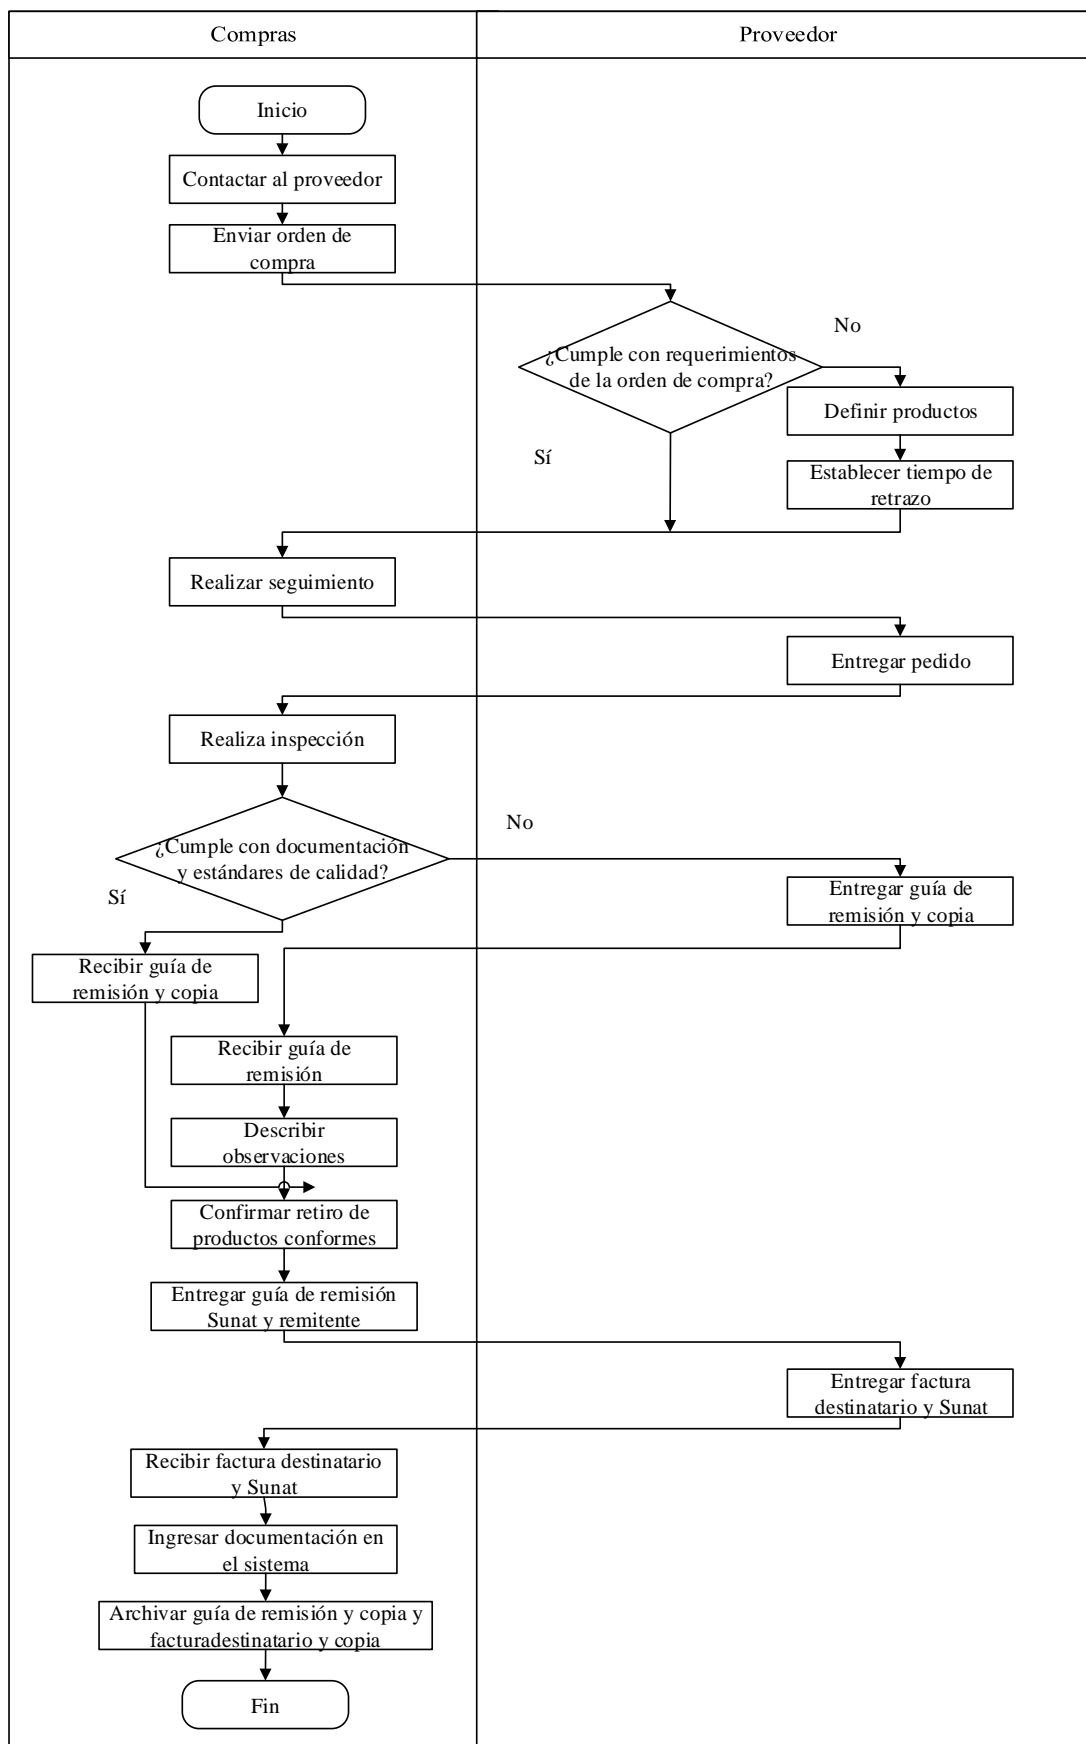 Compras
Proveedor
Inicio
Contactar al proveedor
Enviar orden de
compra
¿Cumple con requerimientos
de la orden de compra?
No
Definir productos
Sí
Establecer tiempo de
retrazo
Realizar seguimiento
Entregar pedido
Realiza inspección
¿Cumple con documentación
y estándares de calidad?
No
Sí
Entregar guía de
remisión y copia
Recibir guía de
remisión y copia
Recibir guía de
remisión
Describir
observaciones
Confirmar retiro de
productos conformes
Entregar guía de remisión
Sunat y remitente
Entregar factura
destinatario y Sunat
Recibir factura destinatario
y Sunat
Ingresar documentación en
el sistema
Archivar guía de remisión y copia y
facturadestinatario y copia
Fin